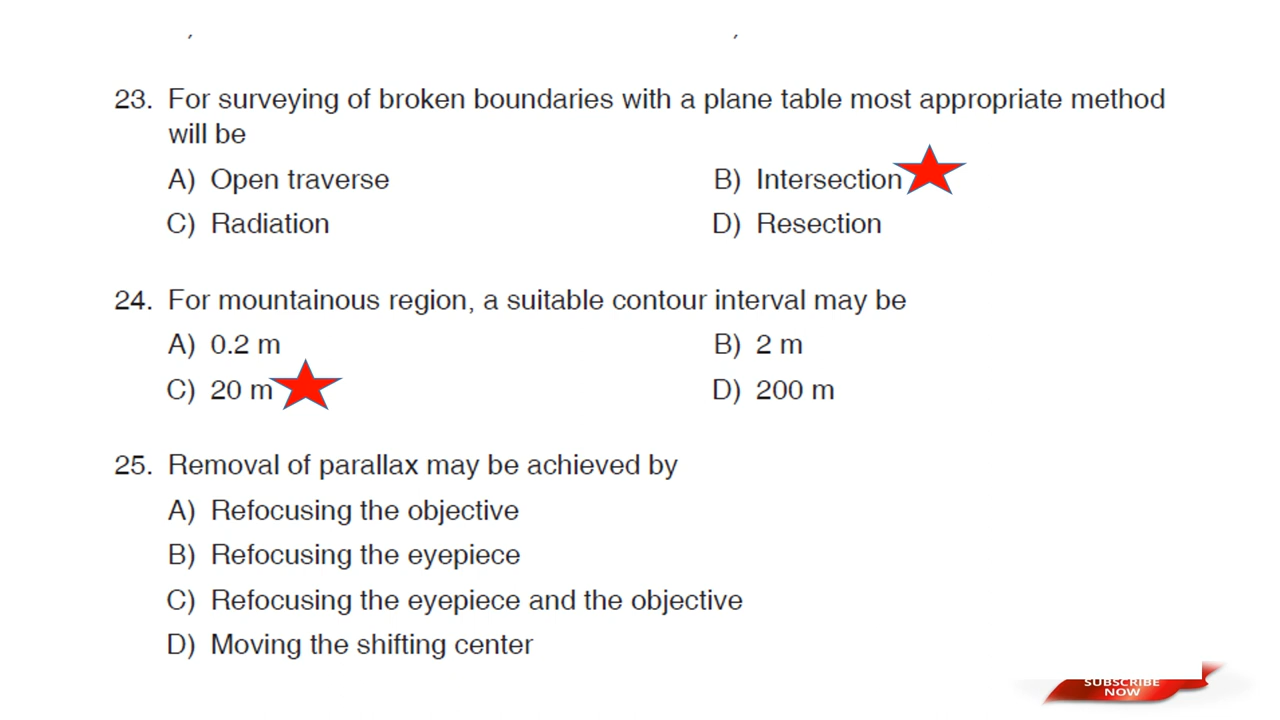 23. For surveying of broken boundaries with a plane table most appropriate method
will be
A) Open traverse B) Intersection
C) Radiation D) Resection
24. For mountainous region, a suitable contour interval may be
A) 0.2 m B) 2 m
C) 20 m D) 200 m
25. Removal of parallax may be achieved by
A) Refocusing the objective
B) Refocusing the eyepiece
C) Refocusing the eyepiece and the objective
D) Moving the shifting center
SUBSCRIBE
NOW